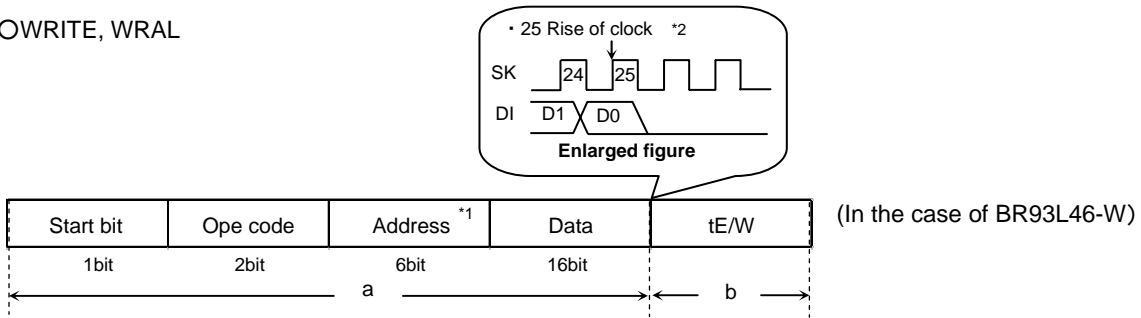 ○WRITE, WRAL
・25 Rise of clock *2
SK 24 25
DI D1 D0
Enlarged figure
Start bit Ope code Address *1 Data tE/W (In the case of BR93L46-W)
1bit 2bit 6bit 16bit
a b